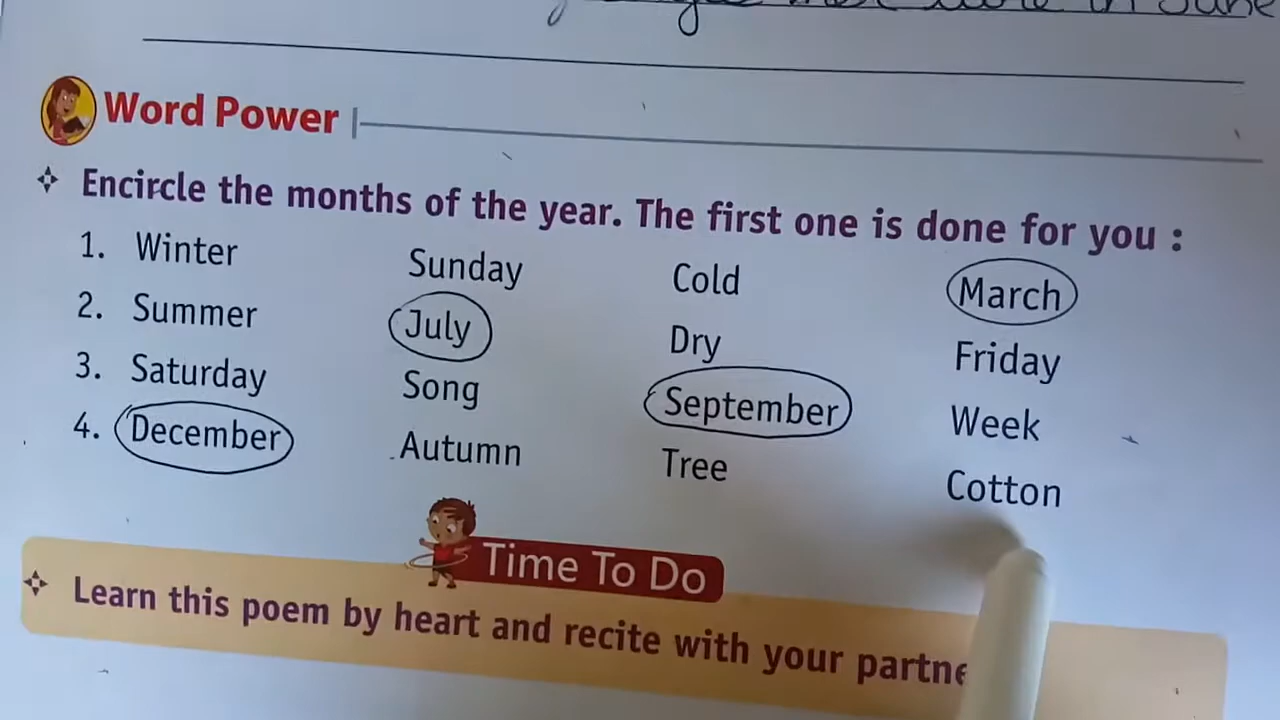 in June
Word Power
Encircle the months of the year. The first one is done for you :
1. Winter Sunday Cold March
2. Summer July Dry Friday
3. Saturday Song September Week
4. December Autumn Tree Cotton
Time To Do
Learn this poem by heart and recite with your